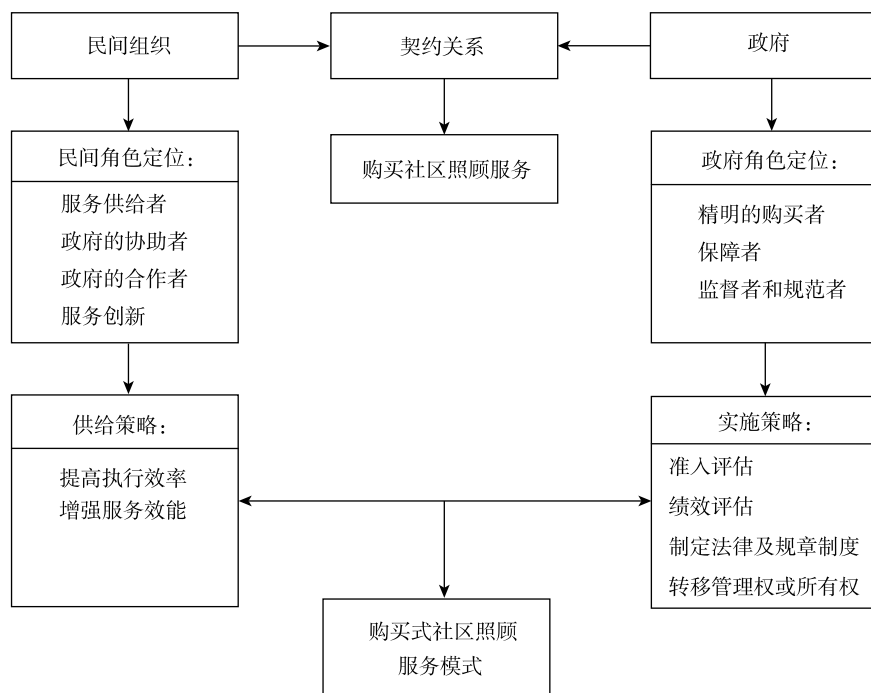 民间组织
契约关系
政府
民间角色定位：
服务供给者
政府的协助者
政府的合作者
服务创新
购买社区照顾服务
政府角色定位：
精明的购买者
保障者
监督者和规范者
供给策略：
提高执行效率
增强服务效能
实施策略：
准入评估
绩效评估
制定法律及规章制度
转移管理权或所有权
购买式社区照顾
服务模式